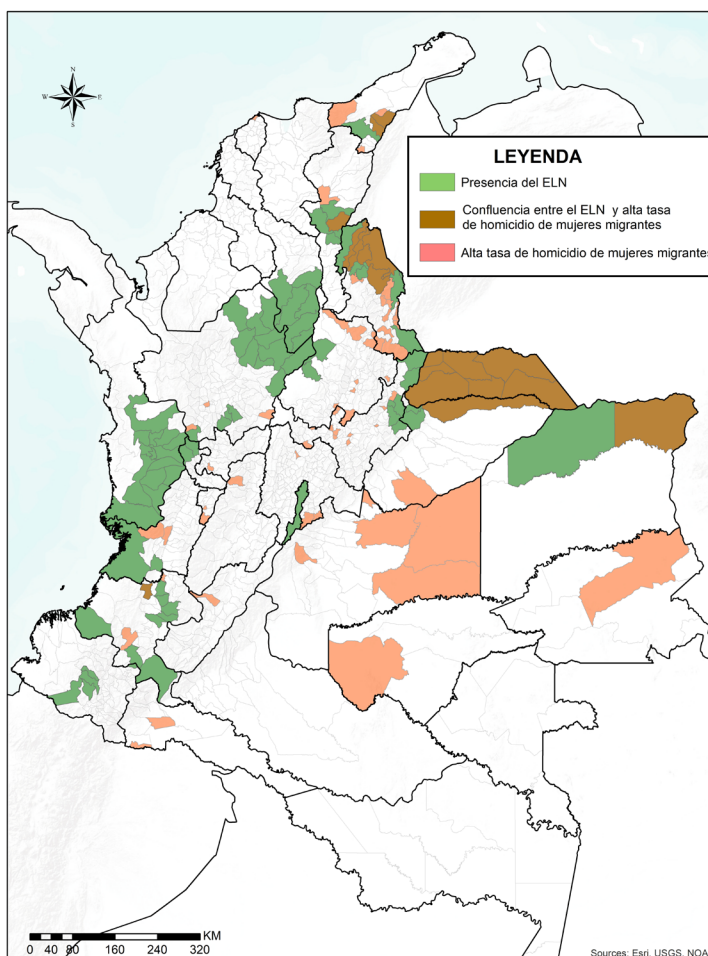 N
W
E
S
LEYENDA
Presencia del ELN
Confluencia entre el ELN y alta tasa
de homicidio de mujeres migrantes
Alta tasa de homicidio de mujeres migrantes
KM
0 40 80 160 240 320
Sources: Esri, USGS, NOA